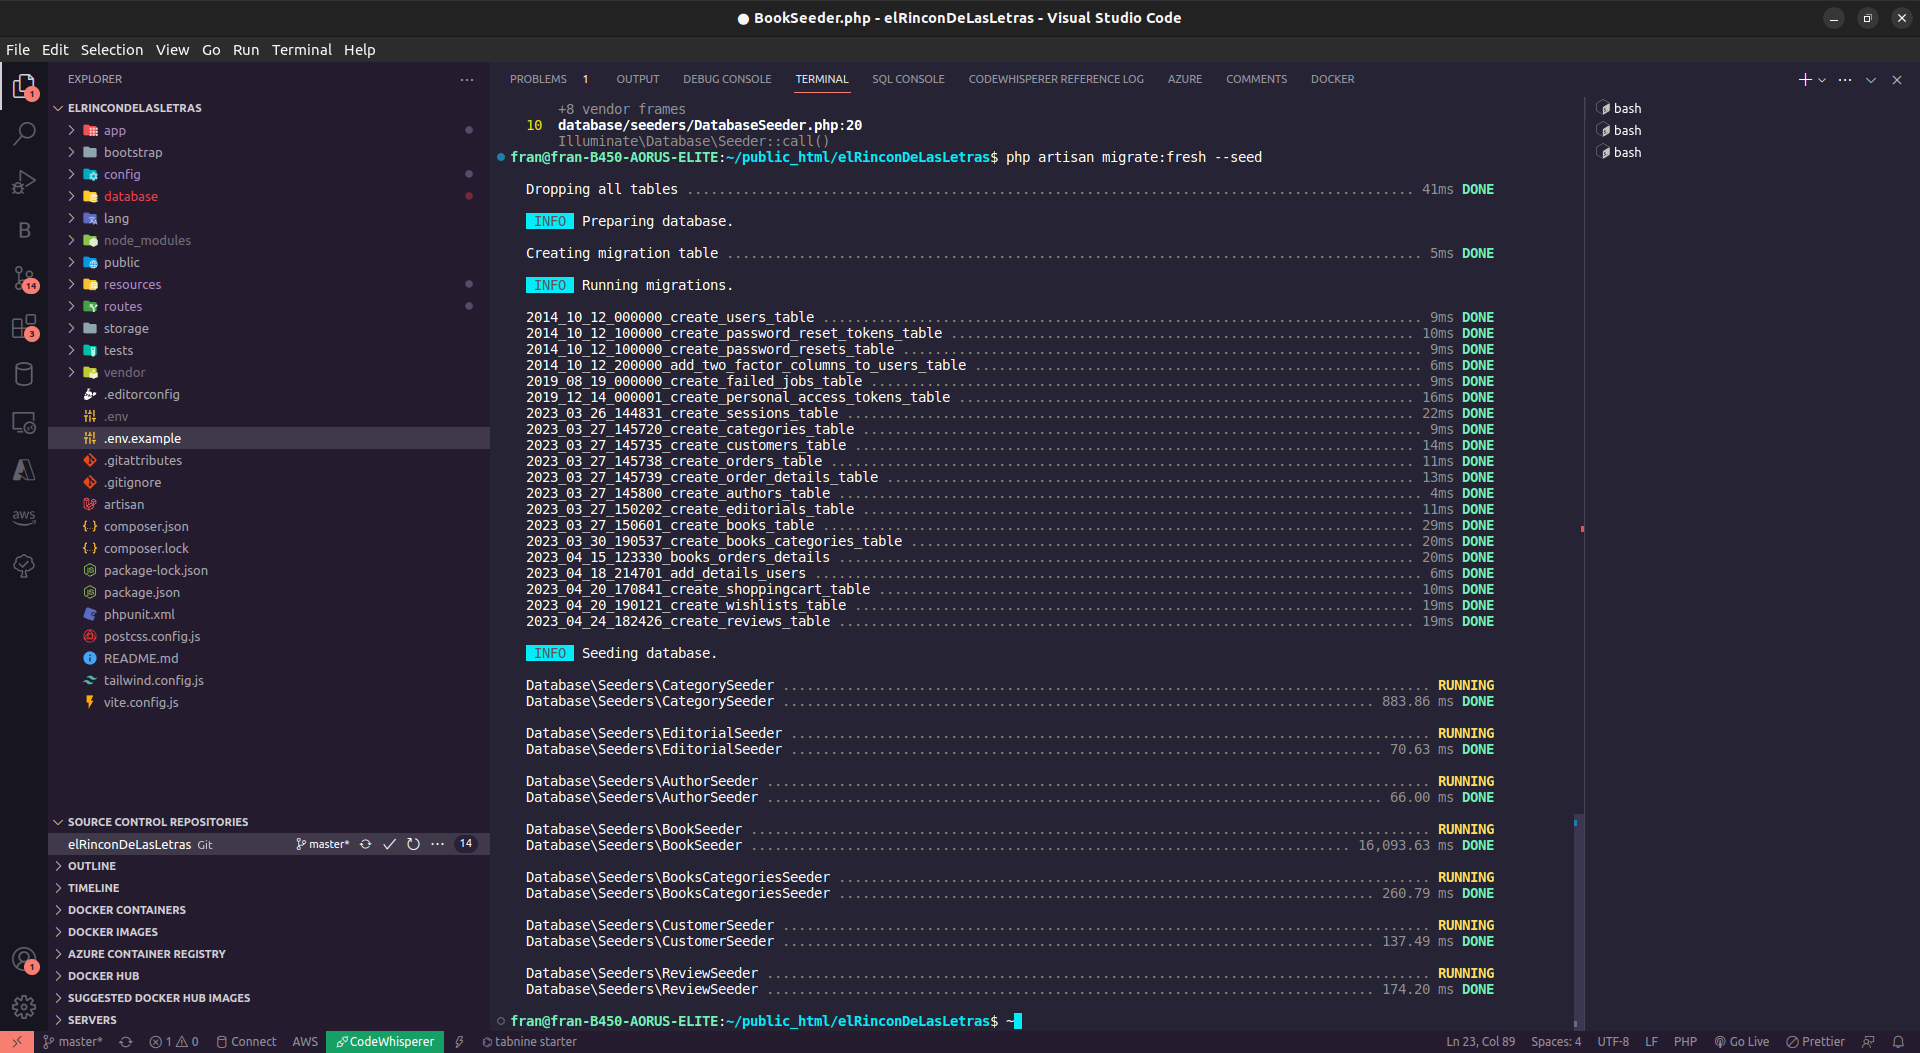 ● BookSeeder.php - elRinconDeLasLetras - Visual Studio Code
File Edit Selection View Go Run Terminal Help
EXPLORER
ELRINCONDELASLETRAS
app
bootstrap
config
database
lang
node_modules
public
resources
routes
storage
tests
vendor
.editorconfig
.env
.env.example
.gitattributes
.gitignore
artisan
composer.json
composer.lock
package-lock.json
package.json
phpunit.xml
postcss.config.js
README.md
tailwind.config.js
vite.config.js
SOURCE CONTROL REPOSITORIES
elRinconDeLasLetras Git master* 14
OUTLINE
TIMELINE
DOCKER CONTAINERS
DOCKER IMAGES
AZURE CONTAINER REGISTRY
DOCKER HUB
SUGGESTED DOCKER HUB IMAGES
SERVERS
1
B
14
3
aws
1
PROBLEMS 1 OUTPUT DEBUG CONSOLE TERMINAL SQL CONSOLE CODEWHISPERER REFERENCE LOG AZURE COMMENTS DOCKER
+8 vendor frames
10 database/seeders/DatabaseSeeder.php:20
Illuminate\Database\Seeder::call()
fran@fran-B450-AORUS-ELITE:~/public_html/elRinconDeLasLetras$ php artisan migrate:fresh --seed
Dropping all tables 41ms DONE
INFO Preparing database.
Creating migration table 5ms DONE
INFO Running migrations.
2014_10_12_000000_create_users_table 9ms DONE
2014_10_12_100000_create_password_reset_tokens_table 10ms DONE
2014_10_12_100000_create_password_resets_table 9ms DONE
2014_10_12_200000_add_two_factor_columns_to_users_table 6ms DONE
2019_08_19_000000_create_failed_jobs_table 9ms DONE
2019_12_14_000001_create_personal_access_tokens_table 16ms DONE
2023_03_26_144831_create_sessions_table 22ms DONE
2023_03_27_145720_create_categories_table 9ms DONE
2023_03_27_145735_create_customers_table 14ms DONE
2023_03_27_145738_create_orders_table 11ms DONE
2023_03_27_145739_create_order_details_table 13ms DONE
2023_03_27_145800_create_authors_table 4ms DONE
2023_03_27_150202_create_editorials_table 11ms DONE
2023_03_27_150601_create_books_table 29ms DONE
2023_03_30_190537_create_books_categories_table 20ms DONE
2023_04_15_123330_books_orders_details 20ms DONE
2023_04_18_214701_add_details_users 6ms DONE
2023_04_20_170841_create_shoppingcart_table 10ms DONE
2023_04_20_190121_create_wishlists_table 19ms DONE
2023_04_24_182426_create_reviews_table 19ms DONE
INFO Seeding database.
Database\Seeders\CategorySeeder RUNNING
Database\Seeders\CategorySeeder 883.86 ms DONE
Database\Seeders\EditorialSeeder RUNNING
Database\Seeders\EditorialSeeder 70.63 ms DONE
Database\Seeders\AuthorSeeder RUNNING
Database\Seeders\AuthorSeeder 66.00 ms DONE
Database\Seeders\BookSeeder RUNNING
Database\Seeders\BookSeeder 16,093.63 ms DONE
Database\Seeders\BooksCategoriesSeeder RUNNING
Database\Seeders\BooksCategoriesSeeder 260.79 ms DONE
Database\Seeders\CustomerSeeder RUNNING
Database\Seeders\CustomerSeeder 137.49 ms DONE
Database\Seeders\ReviewSeeder RUNNING
Database\Seeders\ReviewSeeder 174.20 ms DONE
fran@fran-B450-AORUS-ELITE:~/public_html/elRinconDeLasLetras$ ~
bash
bash
bash
master* 1 0 Connect AWS CodeWhisperer tabnine starter Ln 23, Col 89 Spaces: 4 UTF-8 LF PHP Go Live Prettier